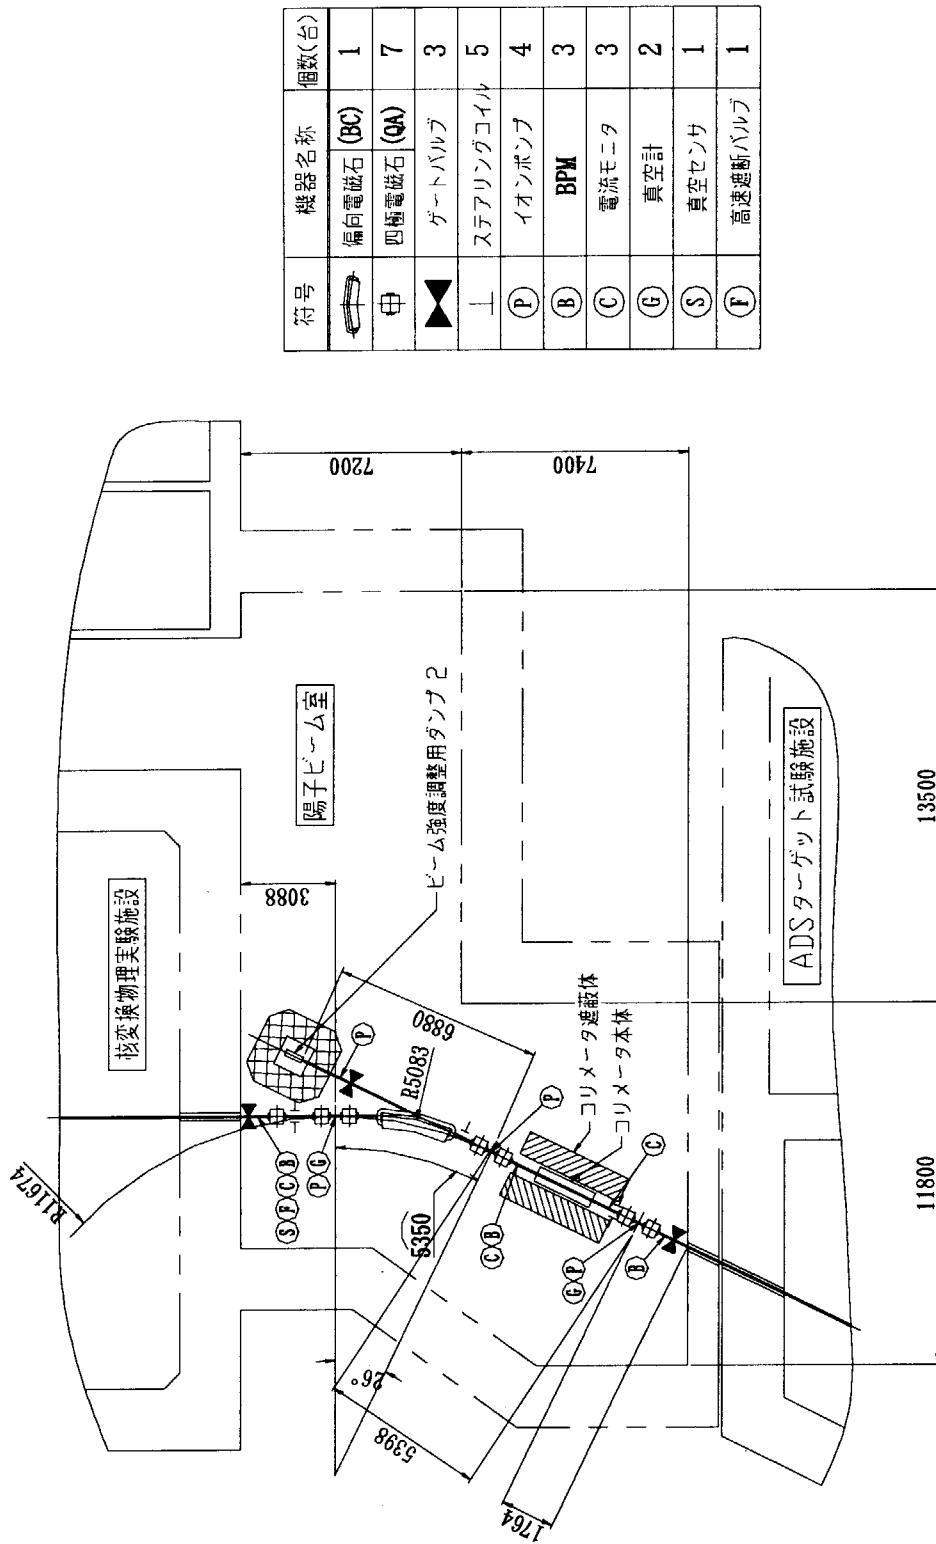 符号 機器名称 個数(台)
偏向電磁石 (BC) 1
四極電磁石 (QA) 7
ゲートバルブ 3
ステアリングコイル 5
P イオンポンプ 4
B BPM 3
C 電流モニタ 3
G 真空計 2
S 真空センサ 1
F 高速遮断バルブ 1
核変換物理実験施設
陽子ビーム室
ビーム強度調整用ダンプ2
コリメータ遮蔽体
コリメータ本体
ADSターゲット試験施設
R11674
3088
7200
7400
6880
R5083
5350
26°
5398
1764
11800
13500
S F C B
P G
P
P
C B
C
G P
B